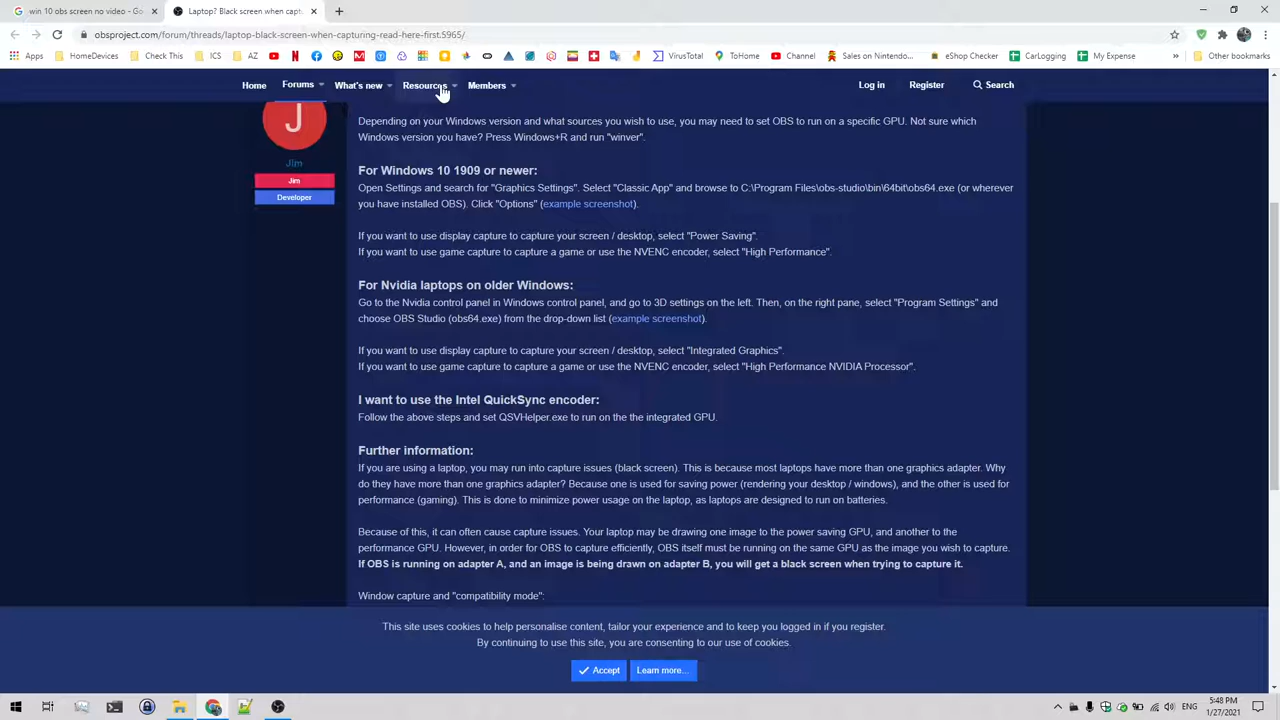 win 10 obs screen no video - Goo
Laptop? Black screen when capt
obsproject.com/forum/threads/laptop-black-screen-when-capturing-read-here-first.5965/
Apps
HomeDevices
Check This
ICS
AZ
VirusTotal
ToHome
Channel
Sales on Nintendo...
eShop Checker
CarLogging
My Expense
Other bookmarks
Home
Forums
What's new
Resources
Members
Log in
Register
Search
J
Jim
Jim
Developer
Depending on your Windows version and what sources you wish to use, you may need to set OBS to run on a specific GPU. Not sure which
Windows version you have? Press Windows+R and run "winver".
For Windows 10 1909 or newer:
Open Settings and search for "Graphics Settings". Select "Classic App" and browse to C:\Program Files\obs-studio\bin\64bit\obs64.exe (or wherever
you have installed OBS). Click "Options" (example screenshot).
If you want to use display capture to capture your screen / desktop, select "Power Saving".
If you want to use game capture to capture a game or use the NVENC encoder, select "High Performance".
For Nvidia laptops on older Windows:
Go to the Nvidia control panel in Windows control panel, and go to 3D settings on the left. Then, on the right pane, select "Program Settings" and
choose OBS Studio (obs64.exe) from the drop-down list (example screenshot).
If you want to use display capture to capture your screen / desktop, select "Integrated Graphics".
If you want to use game capture to capture a game or use the NVENC encoder, select "High Performance NVIDIA Processor".
I want to use the Intel QuickSync encoder:
Follow the above steps and set QSVHelper.exe to run on the the integrated GPU.
Further information:
If you are using a laptop, you may run into capture issues (black screen). This is because most laptops have more than one graphics adapter. Why
do they have more than one graphics adapter? Because one is used for saving power (rendering your desktop / windows), and the other is used for
performance (gaming). This is done to minimize power usage on the laptop, as laptops are designed to run on batteries.
Because of this, it can often cause capture issues. Your laptop may be drawing one image to the power saving GPU, and another to the
performance GPU. However, in order for OBS to capture efficiently, OBS itself must be running on the same GPU as the image you wish to capture.
If OBS is running on adapter A, and an image is being drawn on adapter B, you will get a black screen when trying to capture it.
Window capture and "compatibility mode":
This site uses cookies to help personalise content, tailor your experience and to keep you logged in if you register.
By continuing to use this site, you are consenting to our use of cookies.
Accept
Learn more...
5:48 PM
1/27/2021